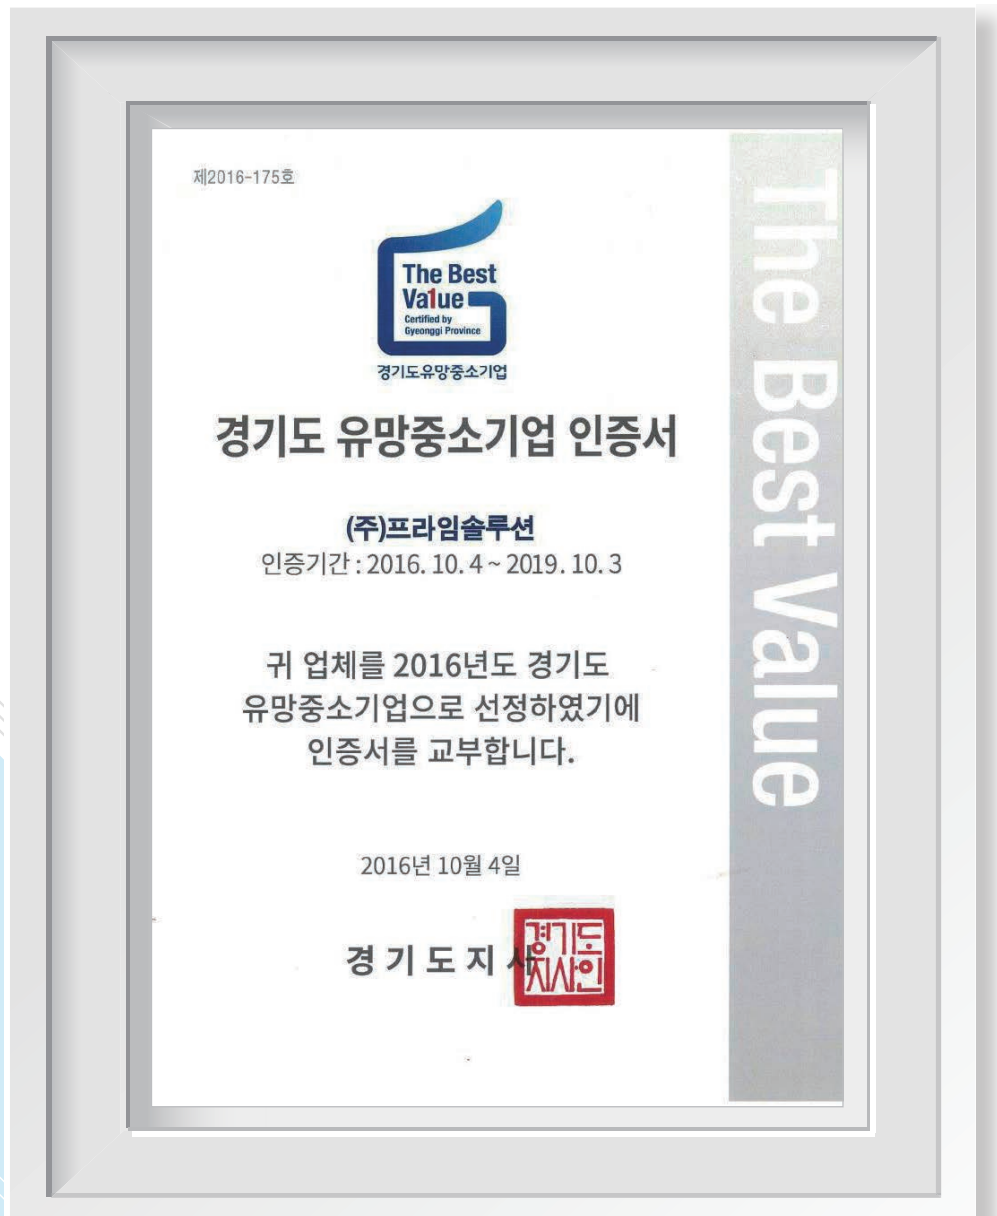 제2016-175호
The Best
Va1ue
Certified by
Gyeonggi Province
경기도유망중소기업
경기도 유망중소기업 인증서
(주)프라임솔루션
인증기간 : 2016. 10. 4 ~ 2019. 10. 3
귀 업체를 2016년도 경기도
유망중소기업으로 선정하였기에
인증서를 교부합니다.
2016년 10월 4일
경기도지사
경기도
지사인
The Best Value